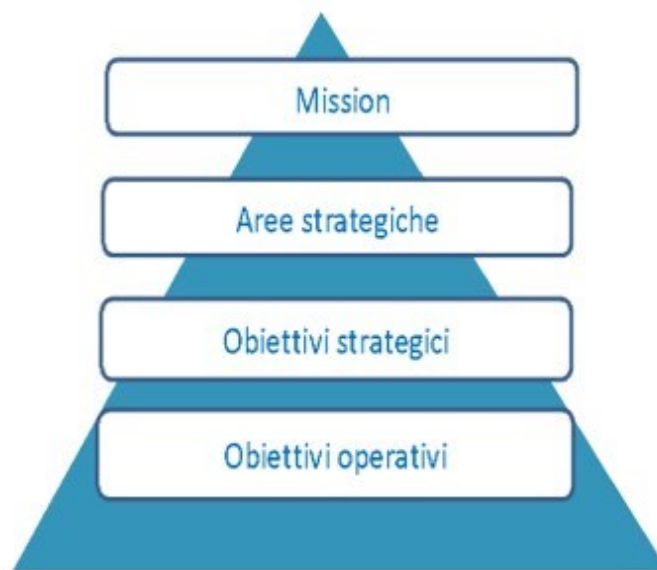 Mission
Aree strategiche
Obiettivi strategici
Obiettivi operativi